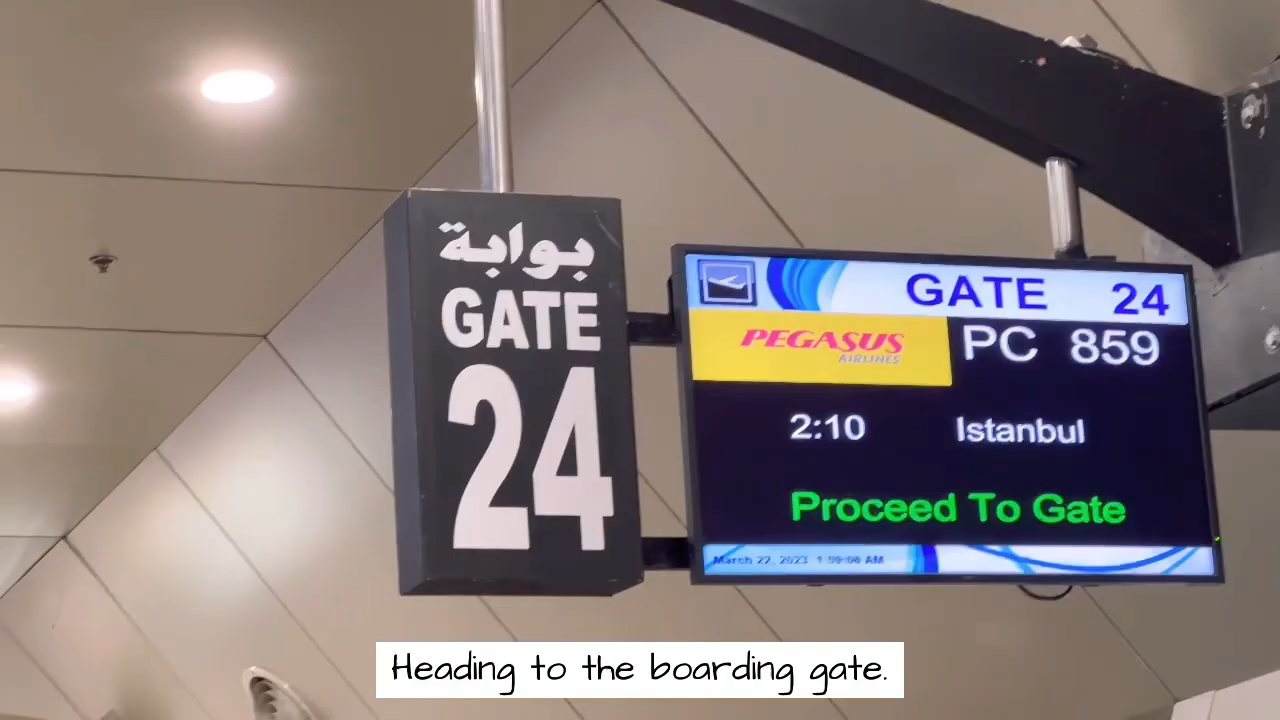 بوابة
GATE
24
GATE 24
PEGASUS
AIRLINES
PC 859
2:10 Istanbul
Proceed To Gate
March 22, 2023 AM
Heading to the boarding gate.